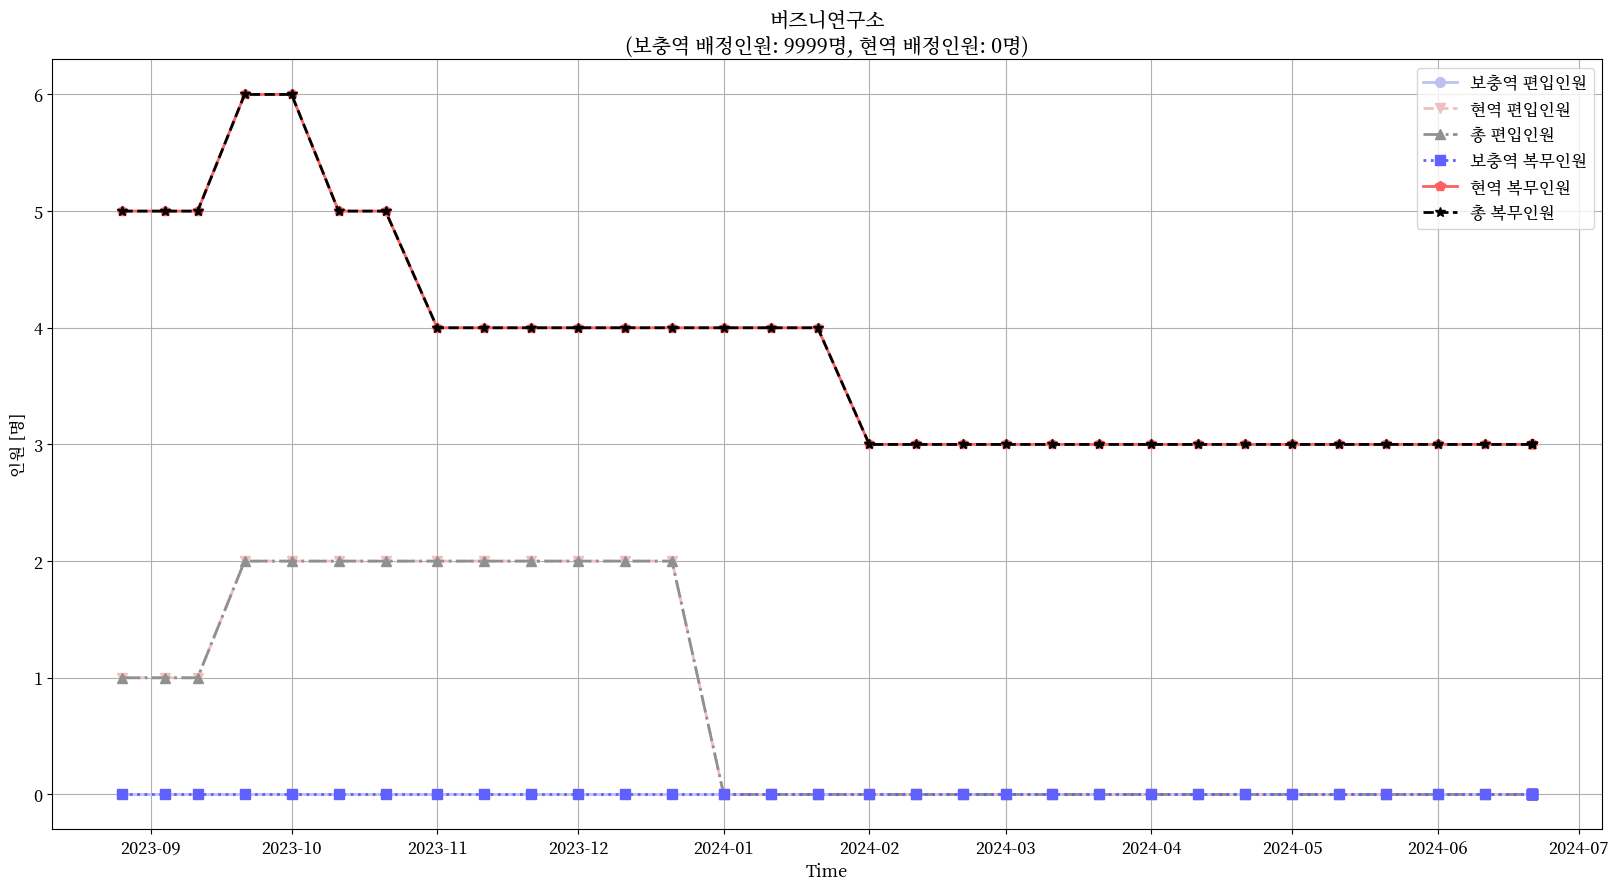 버즈니연구소
(보충역 배정인원: 9999명, 현역 배정인원: 0명)
보충역 편입인원
현역 편입인원
총 편입인원
보충역 복무인원
현역 복무인원
총 복무인원
인원 [명]
6
5
4
3
2
1
0
2023-09
2023-10
2023-11
2023-12
2024-01
2024-02
2024-03
2024-04
2024-05
2024-06
2024-07
Time